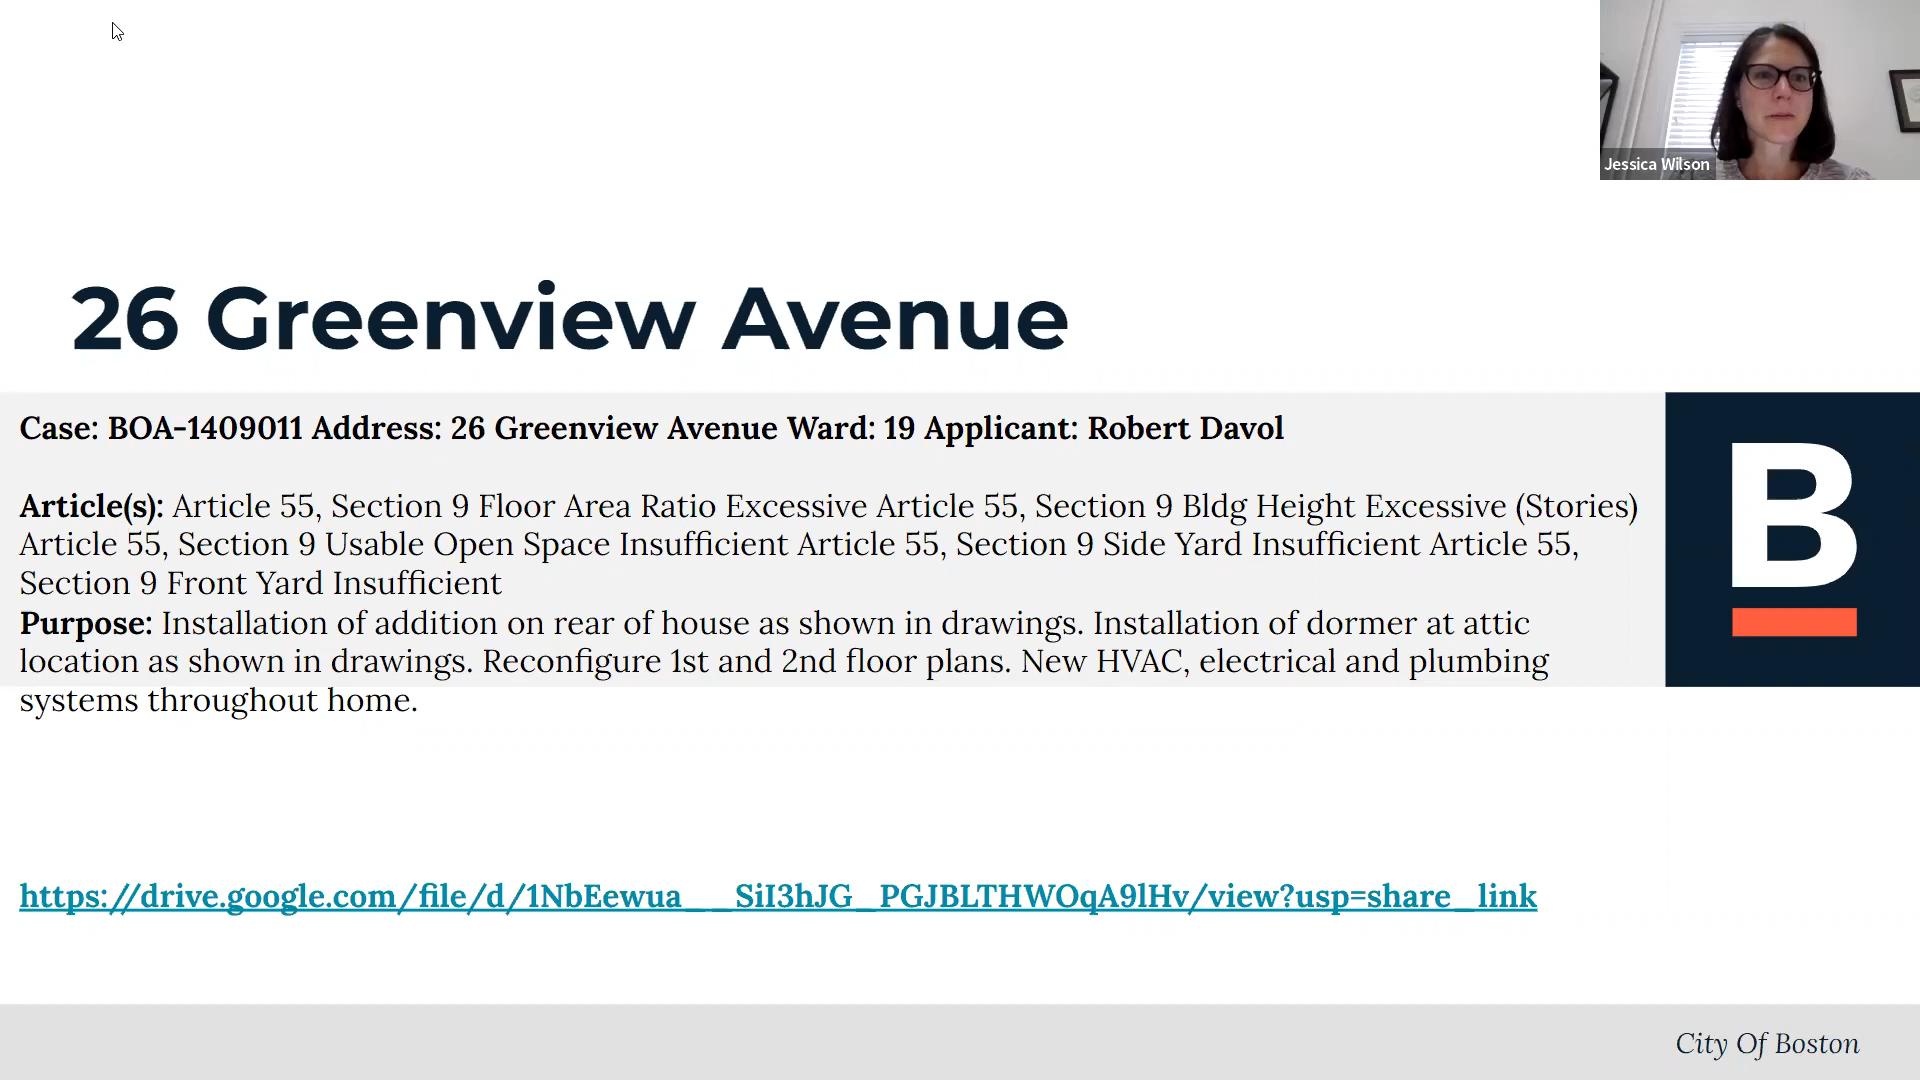 Jessica Wilson
26 Greenview Avenue
Case: BOA-1409011 Address: 26 Greenview Avenue Ward: 19 Applicant: Robert Davol
Article(s): Article 55, Section 9 Floor Area Ratio Excessive Article 55, Section 9 Bldg Height Excessive (Stories)
Article 55, Section 9 Usable Open Space Insufficient Article 55, Section 9 Side Yard Insufficient Article 55,
Section 9 Front Yard Insufficient
Purpose: Installation of addition on rear of house as shown in drawings. Installation of dormer at attic
location as shown in drawings. Reconfigure 1st and 2nd floor plans. New HVAC, electrical and plumbing
systems throughout home.
B
https://drive.google.com/file/d/1NbEewua__SiI3hJG_PGJBLTHWOqA9lHv/view?usp=share_link
City Of Boston